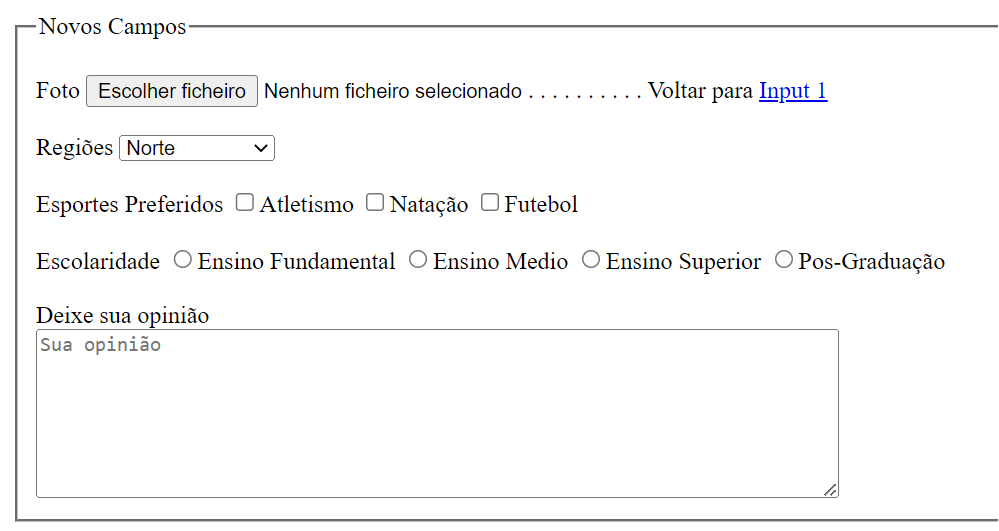 Novos Campos
Foto Escolher ficheiro Nenhum ficheiro selecionado . . . . . . . . . . Voltar para Input 1
Regiões Norte
Esportes Preferidos Atletismo Natação Futebol
Escolaridade Ensino Fundamental Ensino Medio Ensino Superior Pos-Graduação
Deixe sua opinião
Sua opinião